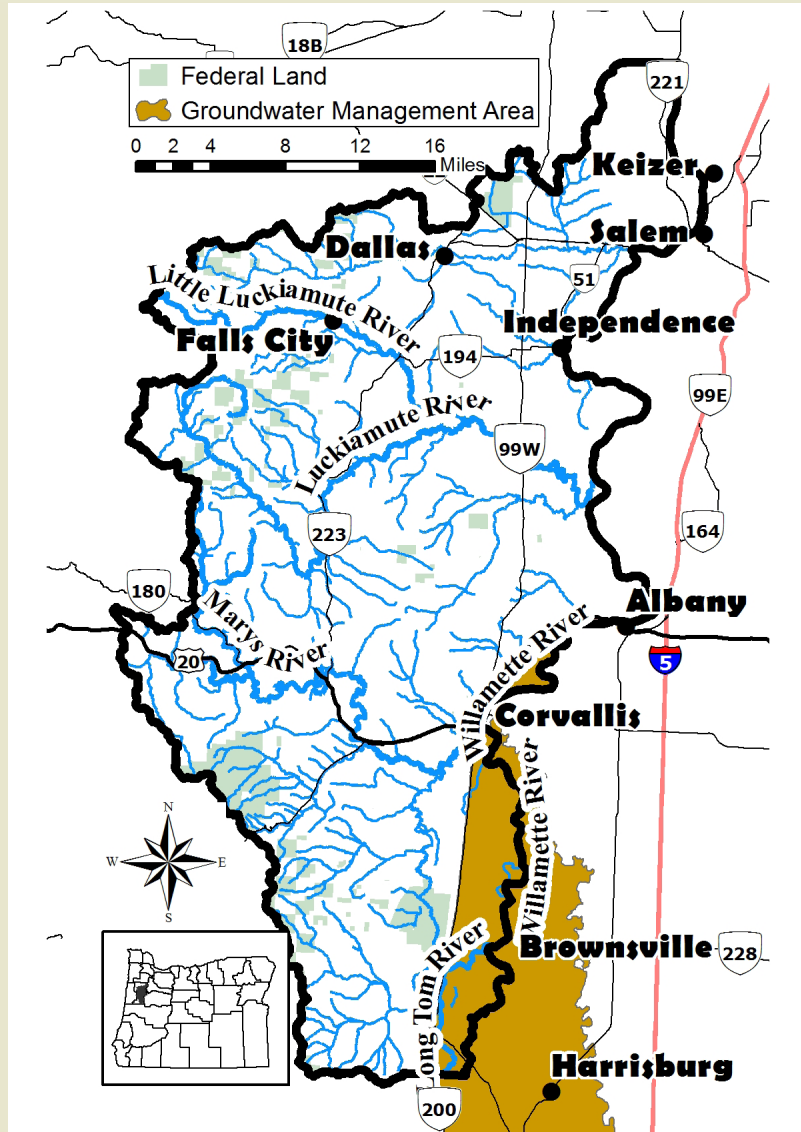 18B
221
Federal Land
Groundwater Management Area
0 2 4 8 12 16
Miles
Keizer
Salem
Dallas
51
Little Luckiamute River
Independence
Falls City
194
99E
Luckiamute River
99W
223
164
180
Albany
Marys River
Willamette River
20
5
Corvallis
Willamette River
N
W E
S
Brownsville
228
ong Tom River
Harrisburg
200